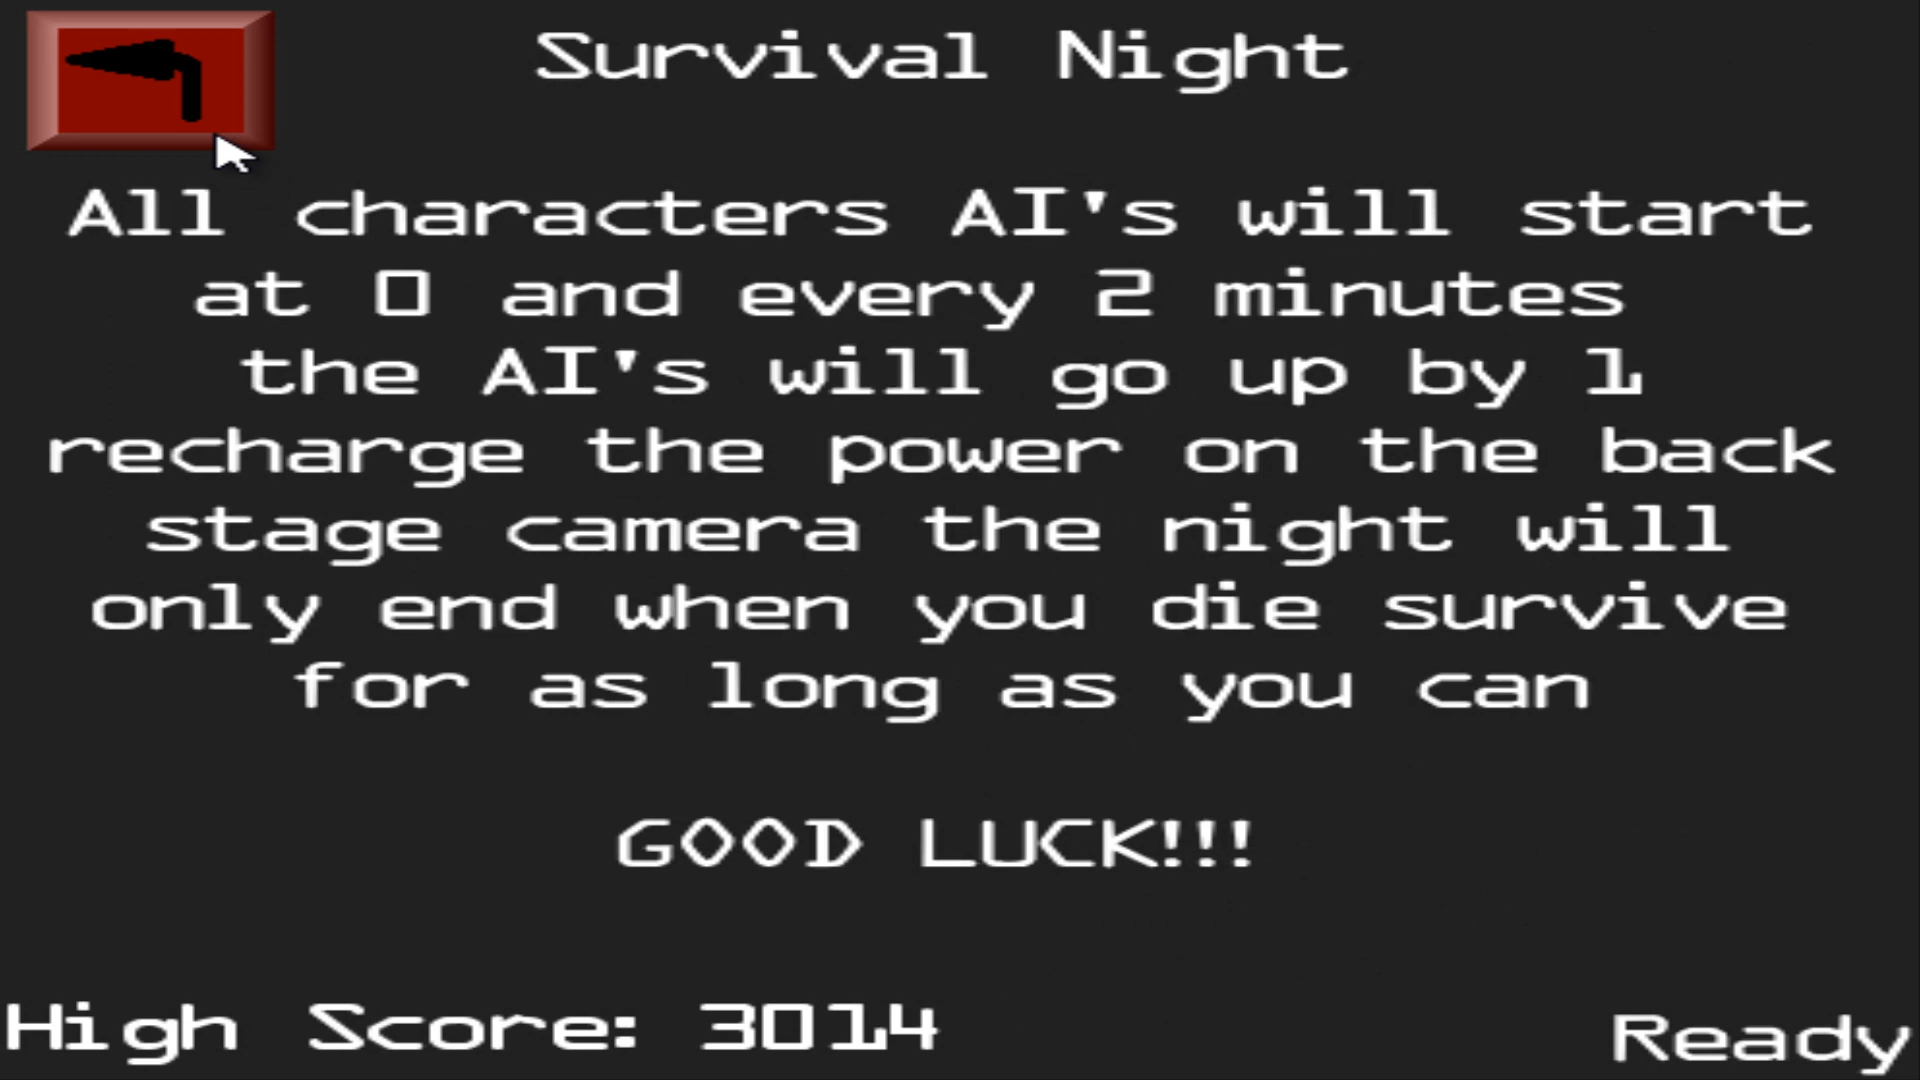 Survival Night
All characters AI's will start
at 0 and every 2 minutes
the AI's will go up by 1
recharge the power on the back
stage camera the night will
only end when you die survive
for as long as you can
GOOD LUCK!!!
High Score: 3014
Ready